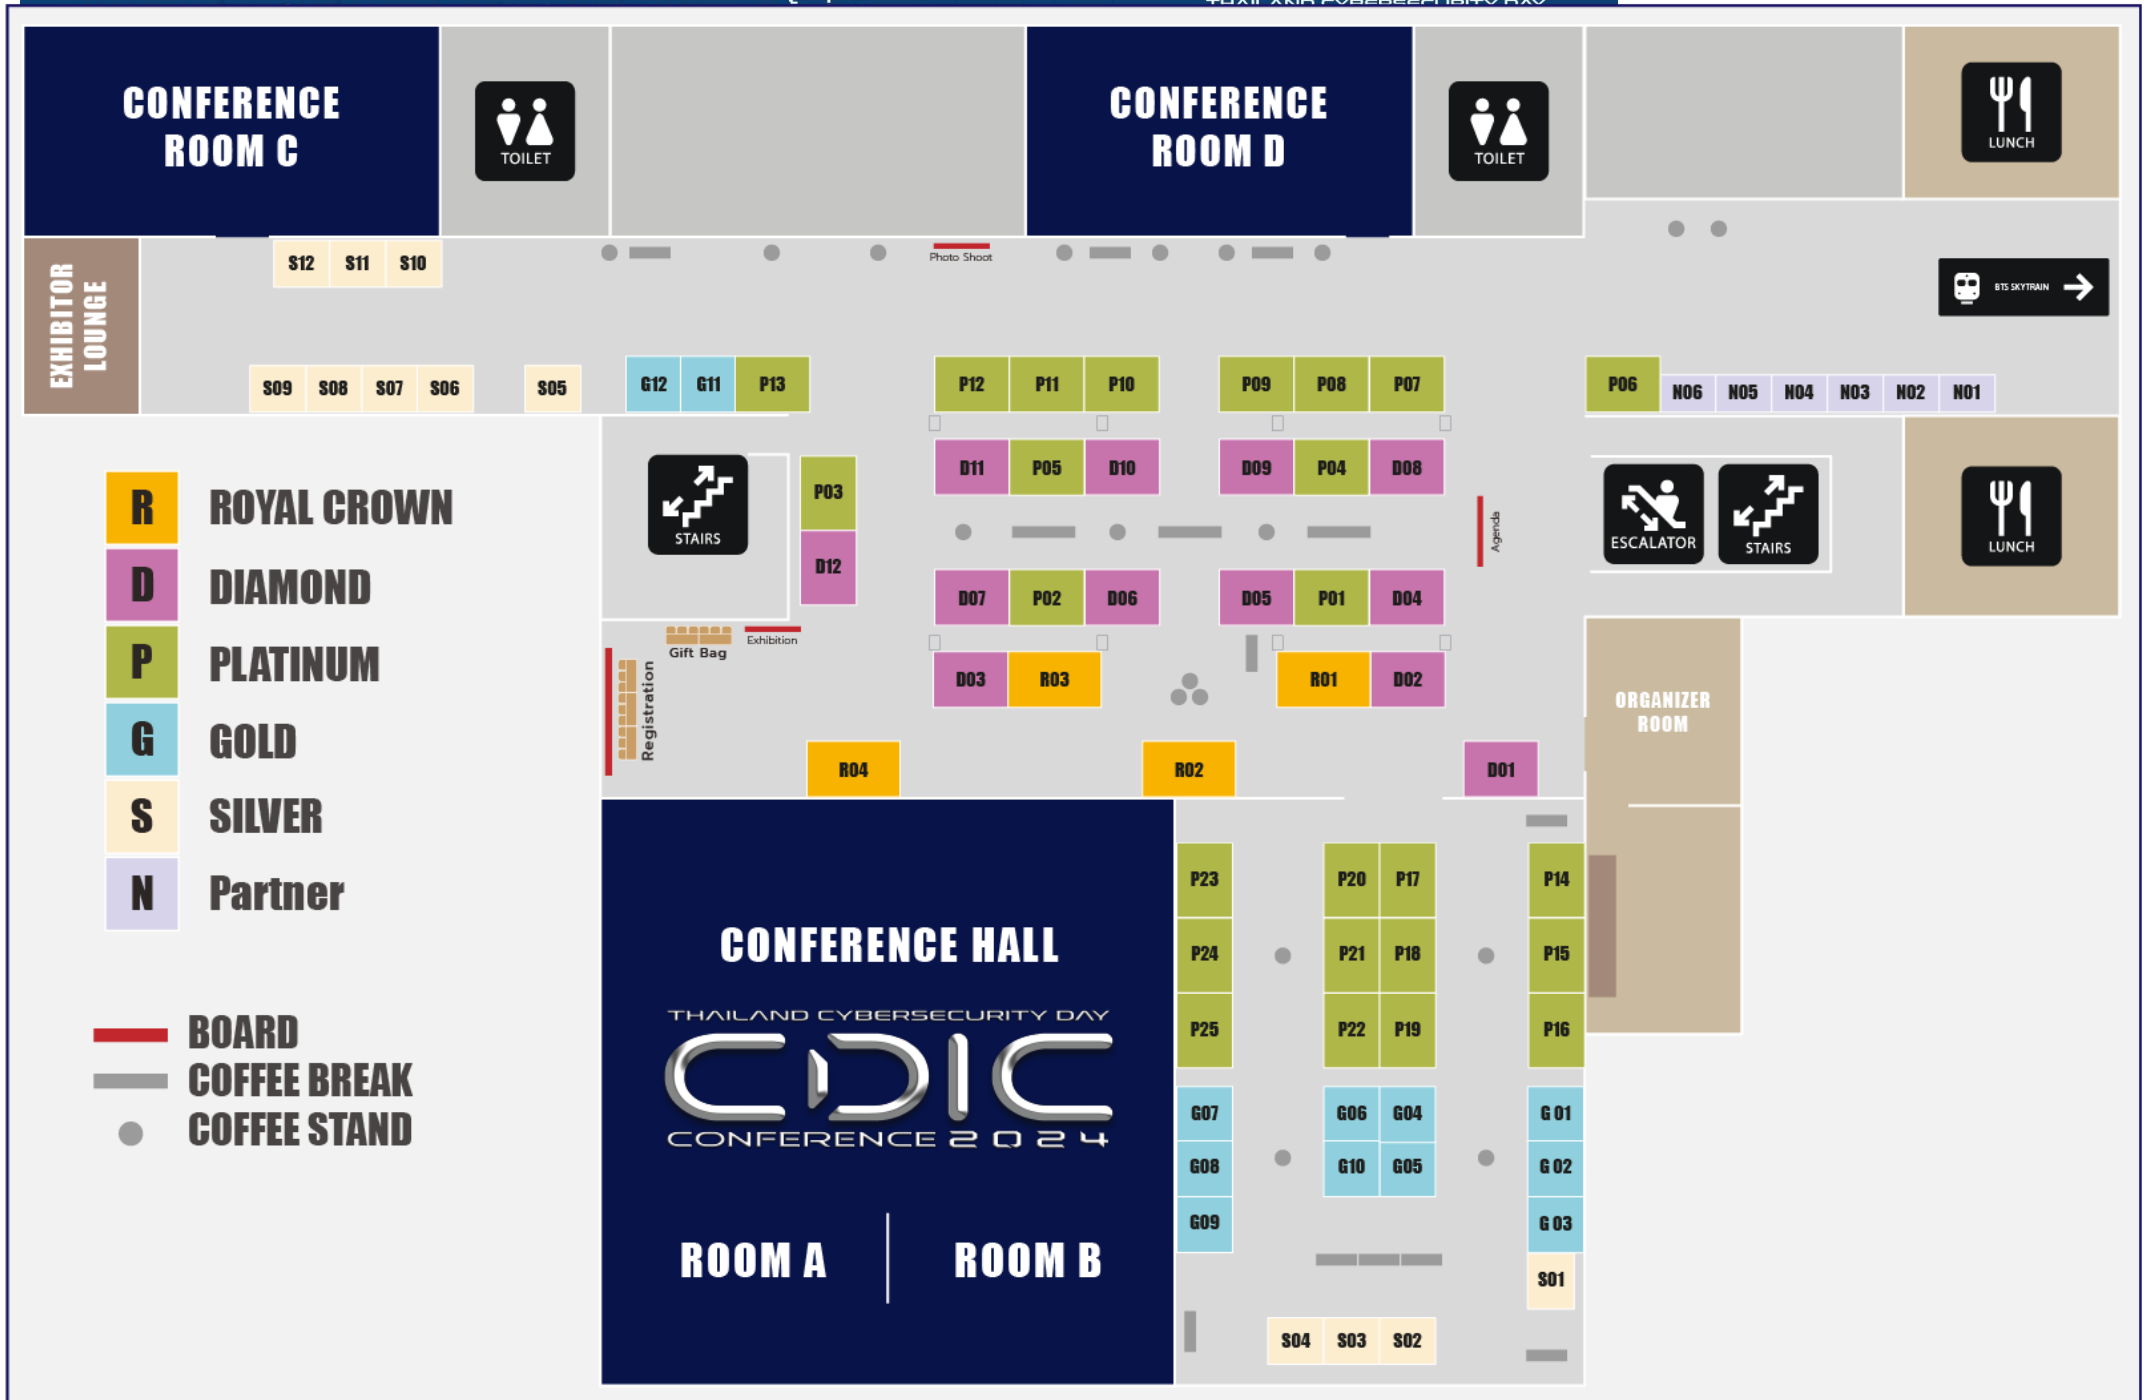 THAILAND CYBERSECURITY DAY
CONFERENCE
ROOM C
TOILET
CONFERENCE
ROOM D
TOILET
LUNCH
EXHIBITOR
LOUNGE
S12 S11 S10
Photo Shoot
BTS SKYTRAIN
S09 S08 S07 S06 S05
G12 G11 P13
P12 P11 P10
P09 P08 P07
P06 N06 N05 N04 N03 N02 N01
STAIRS
P03
D12
D11 P05 D10
D09 P04 D08
Agenda
ESCALATOR
STAIRS
LUNCH
D07 P02 D06
D05 P01 D04
Gift Bag
Exhibition
Registration
D03 R03
R01 D02
ORGANIZER
ROOM
R04
R02
D01
R ROYAL CROWN
D DIAMOND
P PLATINUM
G GOLD
S SILVER
N Partner
BOARD
COFFEE BREAK
COFFEE STAND
CONFERENCE HALL
THAILAND CYBERSECURITY DAY
CDIC
CONFERENCE 2024
ROOM A
ROOM B
P23 P20 P17 P14
P24 P21 P18 P15
P25 P22 P19 P16
G07 G06 G04 G 01
G08 G10 G05 G 02
G09 G 03
S01
S04 S03 S02